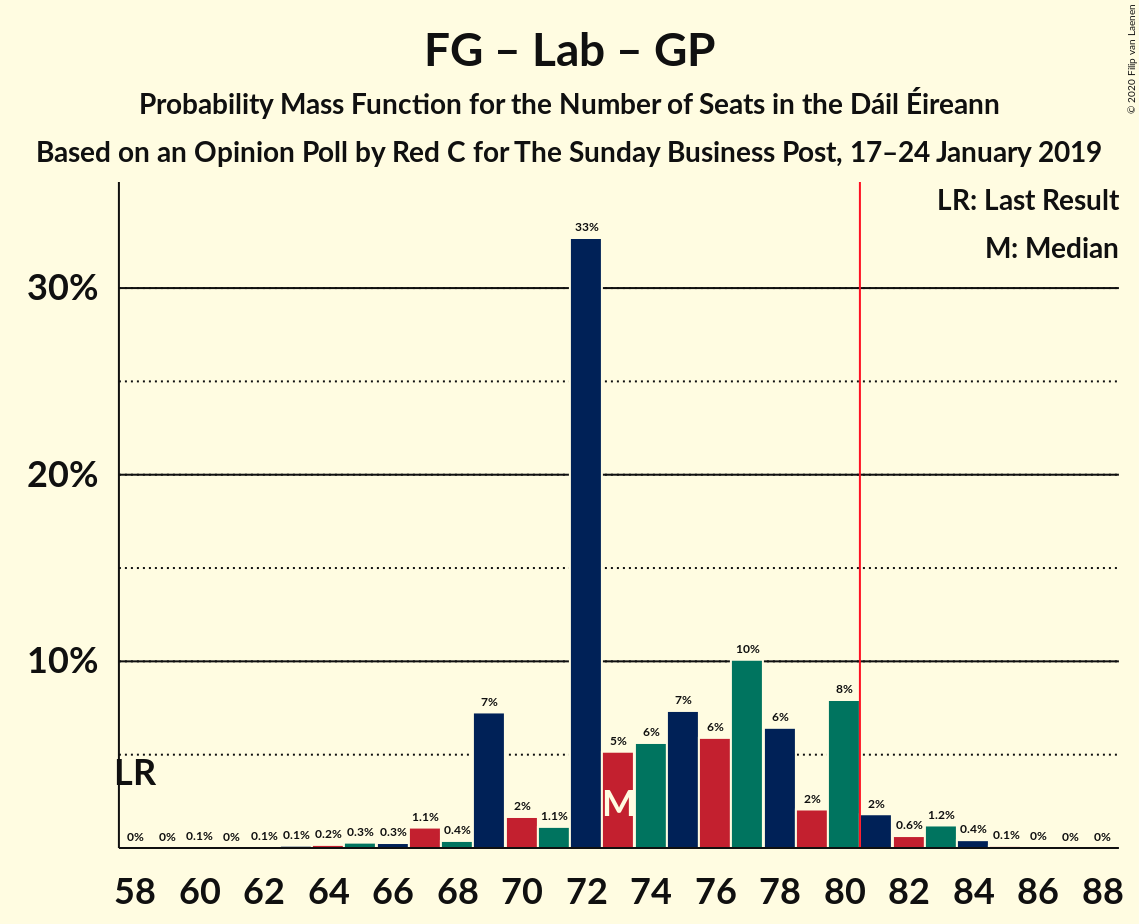 FG – Lab – GP
Probability Mass Function for the Number of Seats in the Dáil Éireann
Based on an Opinion Poll by Red C for The Sunday Business Post, 17–24 January 2019
© 2020 Filip van Laenen
LR: Last Result
M: Median
30%
20%
10%
LR
M
0% 0% 0.1% 0% 0.1% 0.1% 0.2% 0.3% 0.3% 1.1% 0.4% 7% 2% 1.1% 33% 5% 6% 7% 6% 10% 6% 2% 8% 2% 0.6% 1.2% 0.4% 0.1% 0% 0% 0%
58 60 62 64 66 68 70 72 74 76 78 80 82 84 86 88